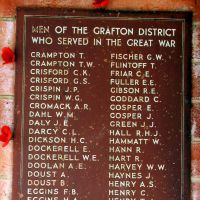 MEN OF THE GRAFTON DISTRICT
WHO SERVED IN THE GREAT WAR
CRAMPTON T.
CRAMPTON T.W.
CRISFORD C.K.
CRISFORD G.S.
CRISPIN J.P.
CRISPIN W.G.
CROMACK A.R.
DAHL W.M.
DALY J.E.
DARCY C.L.
DICKSON H.C.
DOCKERELL E.
DOCKERELL W.E.
DOOLAN A.E.
DOUST A.
DOUST B.
EGGINS F.B.
EGGINS H.A.
FISCHER G.W.
FLINTOFF T.
FRIAR C.E.
FULLER E.E.
GIBSON R.E.
GODDARD C.
GOSPER E.
GOSPER J.
GREEN J.J.
HALL R.H.J.
HAMMATT W.
HANN R.
HART R.
HARVEY W.W.
HAYNES J.
HENRY A.S.
HENRY C.